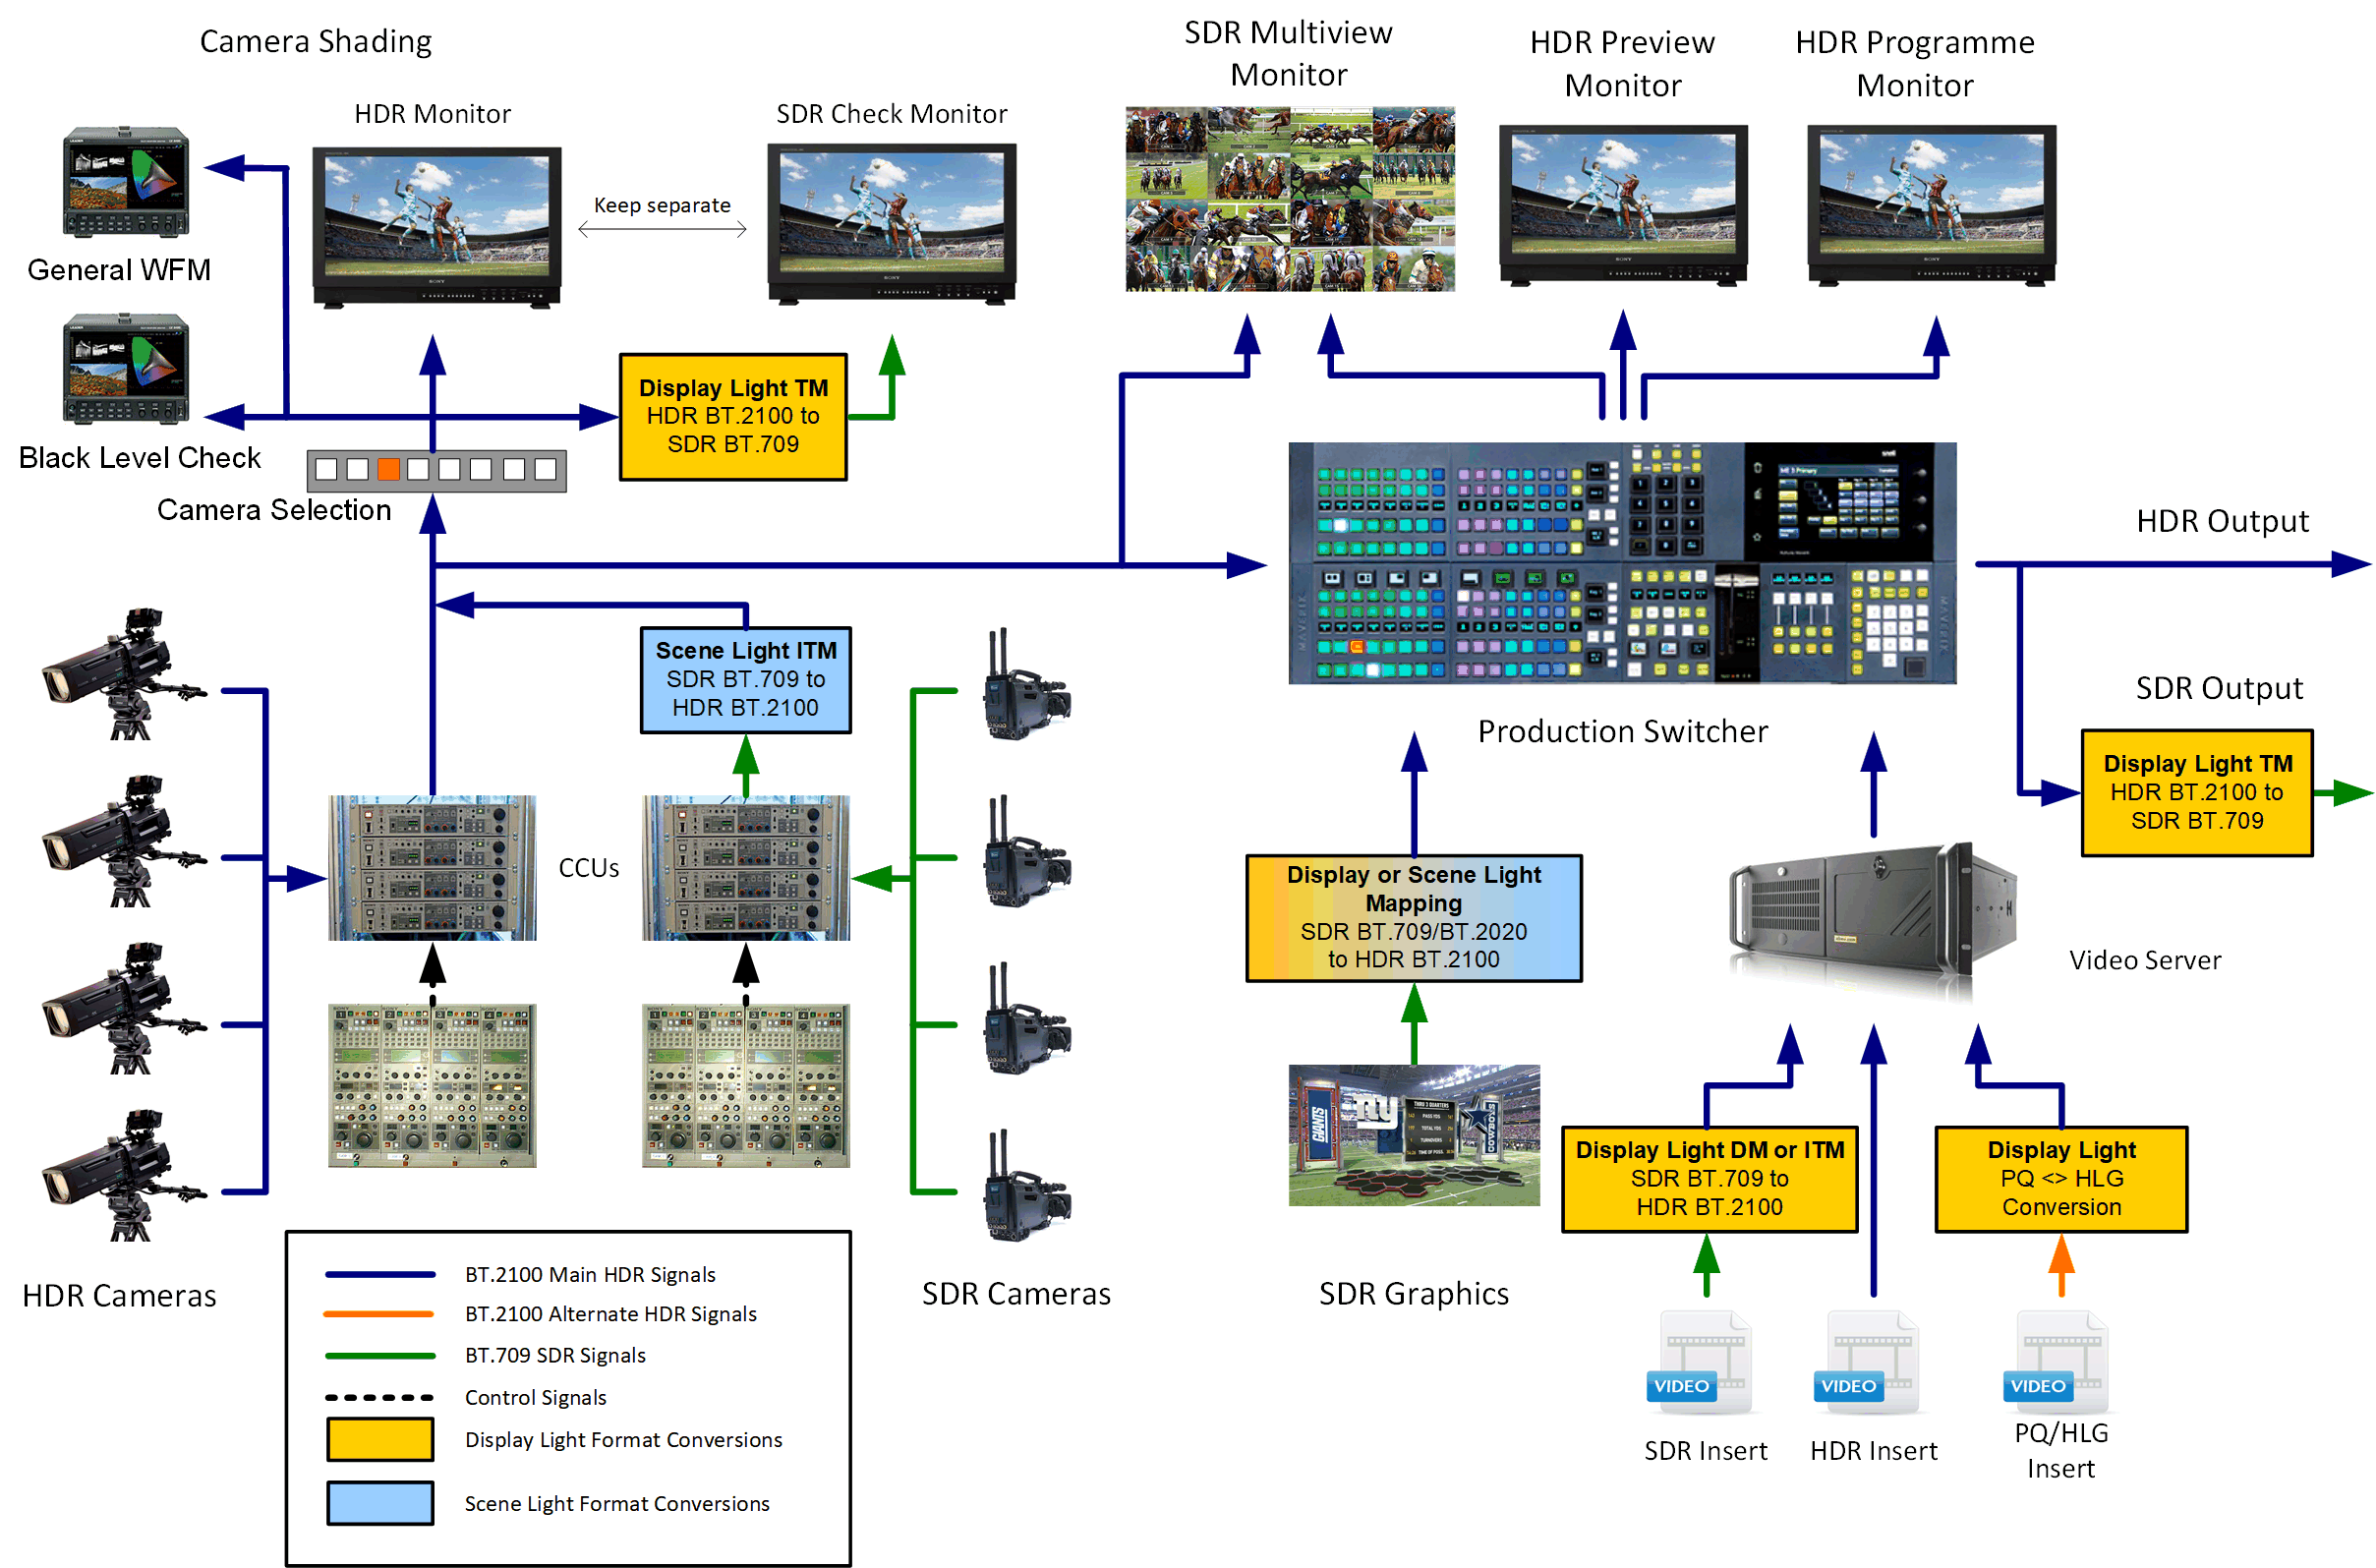 Camera Shading
SDR Multiview
Monitor
HDR Preview
Monitor
HDR Programme
Monitor
HDR Monitor
SDR Check Monitor
Keep separate
General WFM
Black Level Check
Camera Selection
Display Light TM
HDR BT.2100 to
SDR BT.709
HDR Output
SDR Output
Display Light TM
HDR BT.2100 to
SDR BT.709
Scene Light ITM
SDR BT.709 to
HDR BT.2100
Production Switcher
CCUs
Display or Scene Light
Mapping
SDR BT.709/BT.2020
to HDR BT.2100
Video Server
GIANTS
ny
COWBOYS
Display Light DM or ITM
SDR BT.709 to
HDR BT.2100
Display Light
PQ <> HLG
Conversion
HDR Cameras
SDR Cameras
SDR Graphics
BT.2100 Main HDR Signals
BT.2100 Alternate HDR Signals
BT.709 SDR Signals
Control Signals
Display Light Format Conversions
Scene Light Format Conversions
VIDEO
VIDEO
VIDEO
SDR Insert
HDR Insert
PQ/HLG
Insert